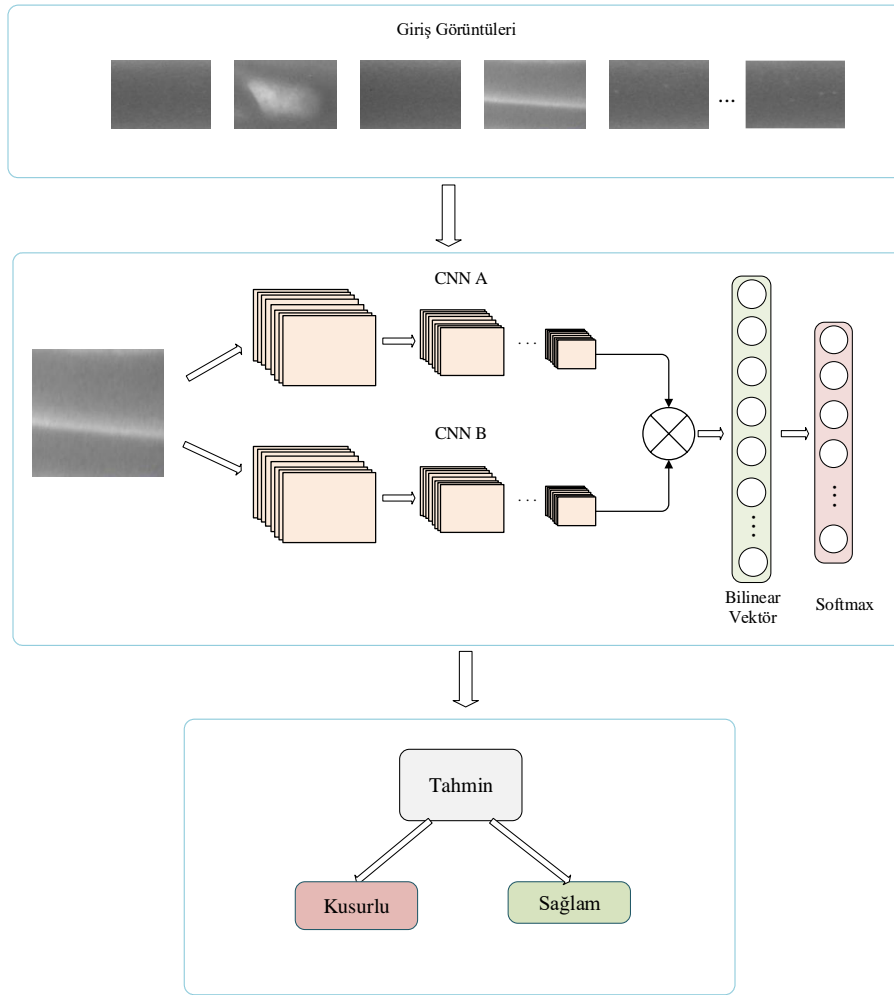 Giriş Görüntüleri
...
CNN A
. . .
CNN B
. . .
Bilinear
Vektör
Softmax
Tahmin
Kusurlu
Sağlam